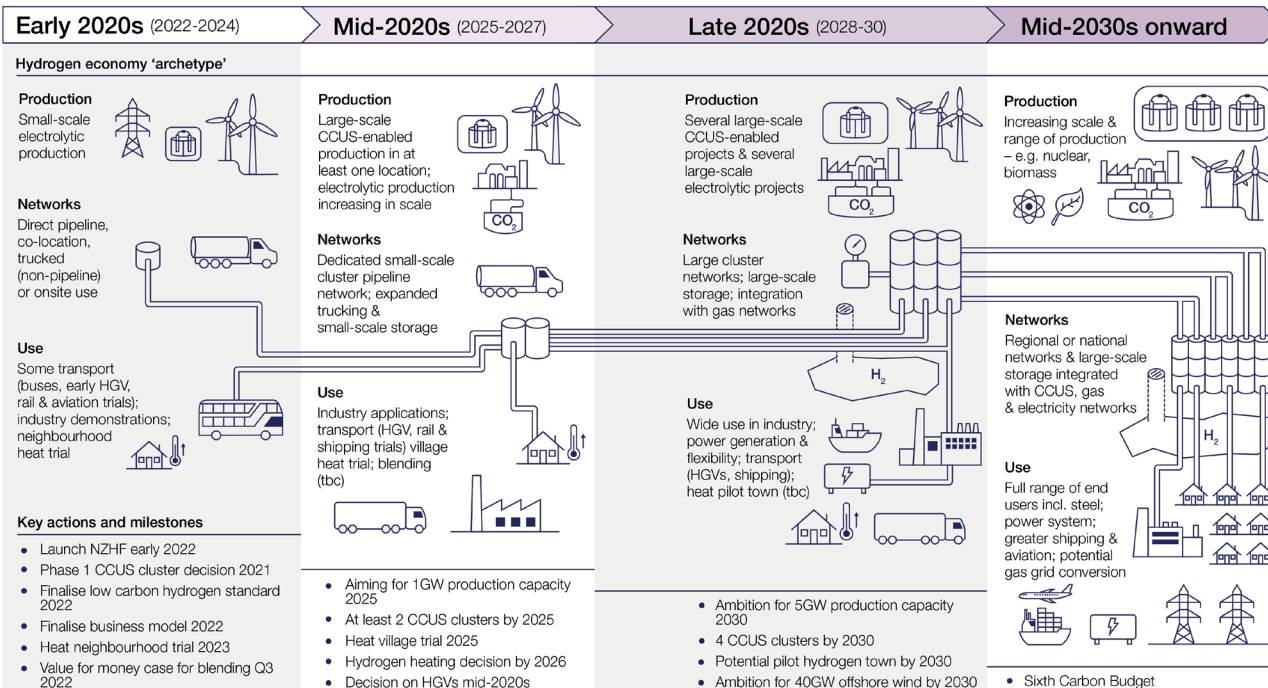 Early 2020s (2022-2024)
Mid-2020s (2025-2027)
Late 2020s (2028-30)
Mid-2030s onward
Hydrogen economy ‘archetype’
Production
Small-scale
electrolytic
production
Networks
Direct pipeline,
co-location,
trucked
(non-pipeline)
or onsite use
Use
Some transport
(buses, early HGV,
rail & aviation trials);
industry demonstrations;
neighbourhood
heat trial
Key actions and milestones
• Launch NZHF early 2022
• Phase 1 CCUS cluster decision 2021
• Finalise low carbon hydrogen standard
2022
• Finalise business model 2022
• Heat neighbourhood trial 2023
• Value for money case for blending Q3
2022
Production
Large-scale
CCUS-enabled
production in at
least one location;
electrolytic production
increasing in scale
CO2
Networks
Dedicated small-scale
cluster pipeline
network; expanded
trucking &
small-scale storage
Use
Industry applications;
transport (HGV, rail &
shipping trials) village
heat trial; blending
(tbc)
• Aiming for 1GW production capacity
2025
• At least 2 CCUS clusters by 2025
• Heat village trial 2025
• Hydrogen heating decision by 2026
• Decision on HGVs mid-2020s
Production
Several large-scale
CCUS-enabled
projects & several
large-scale
electrolytic projects
CO2
Networks
Large cluster
networks; large-scale
storage; integration
with gas networks
H2
Use
Wide use in industry;
power generation &
flexibility; transport
(HGVs, shipping);
heat pilot town (tbc)
• Ambition for 5GW production capacity
2030
• 4 CCUS clusters by 2030
• Potential pilot hydrogen town by 2030
• Ambition for 40GW offshore wind by 2030
Production
Increasing scale &
range of production
– e.g. nuclear,
biomass
CO2
Networks
Regional or national
networks & large-scale
storage integrated
with CCUS, gas
& electricity networks
H2
Use
Full range of end
users incl. steel;
power system;
greater shipping &
aviation; potential
gas grid conversion
• Sixth Carbon Budget